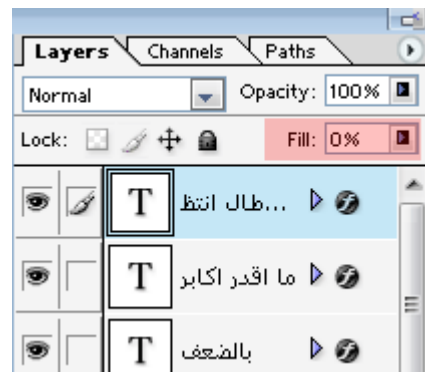 Layers Channels Paths
Normal Opacity: 100%
Lock: Fill: 0%
T طال انتظ...
T ما اقدر اكابر
T بالضعف